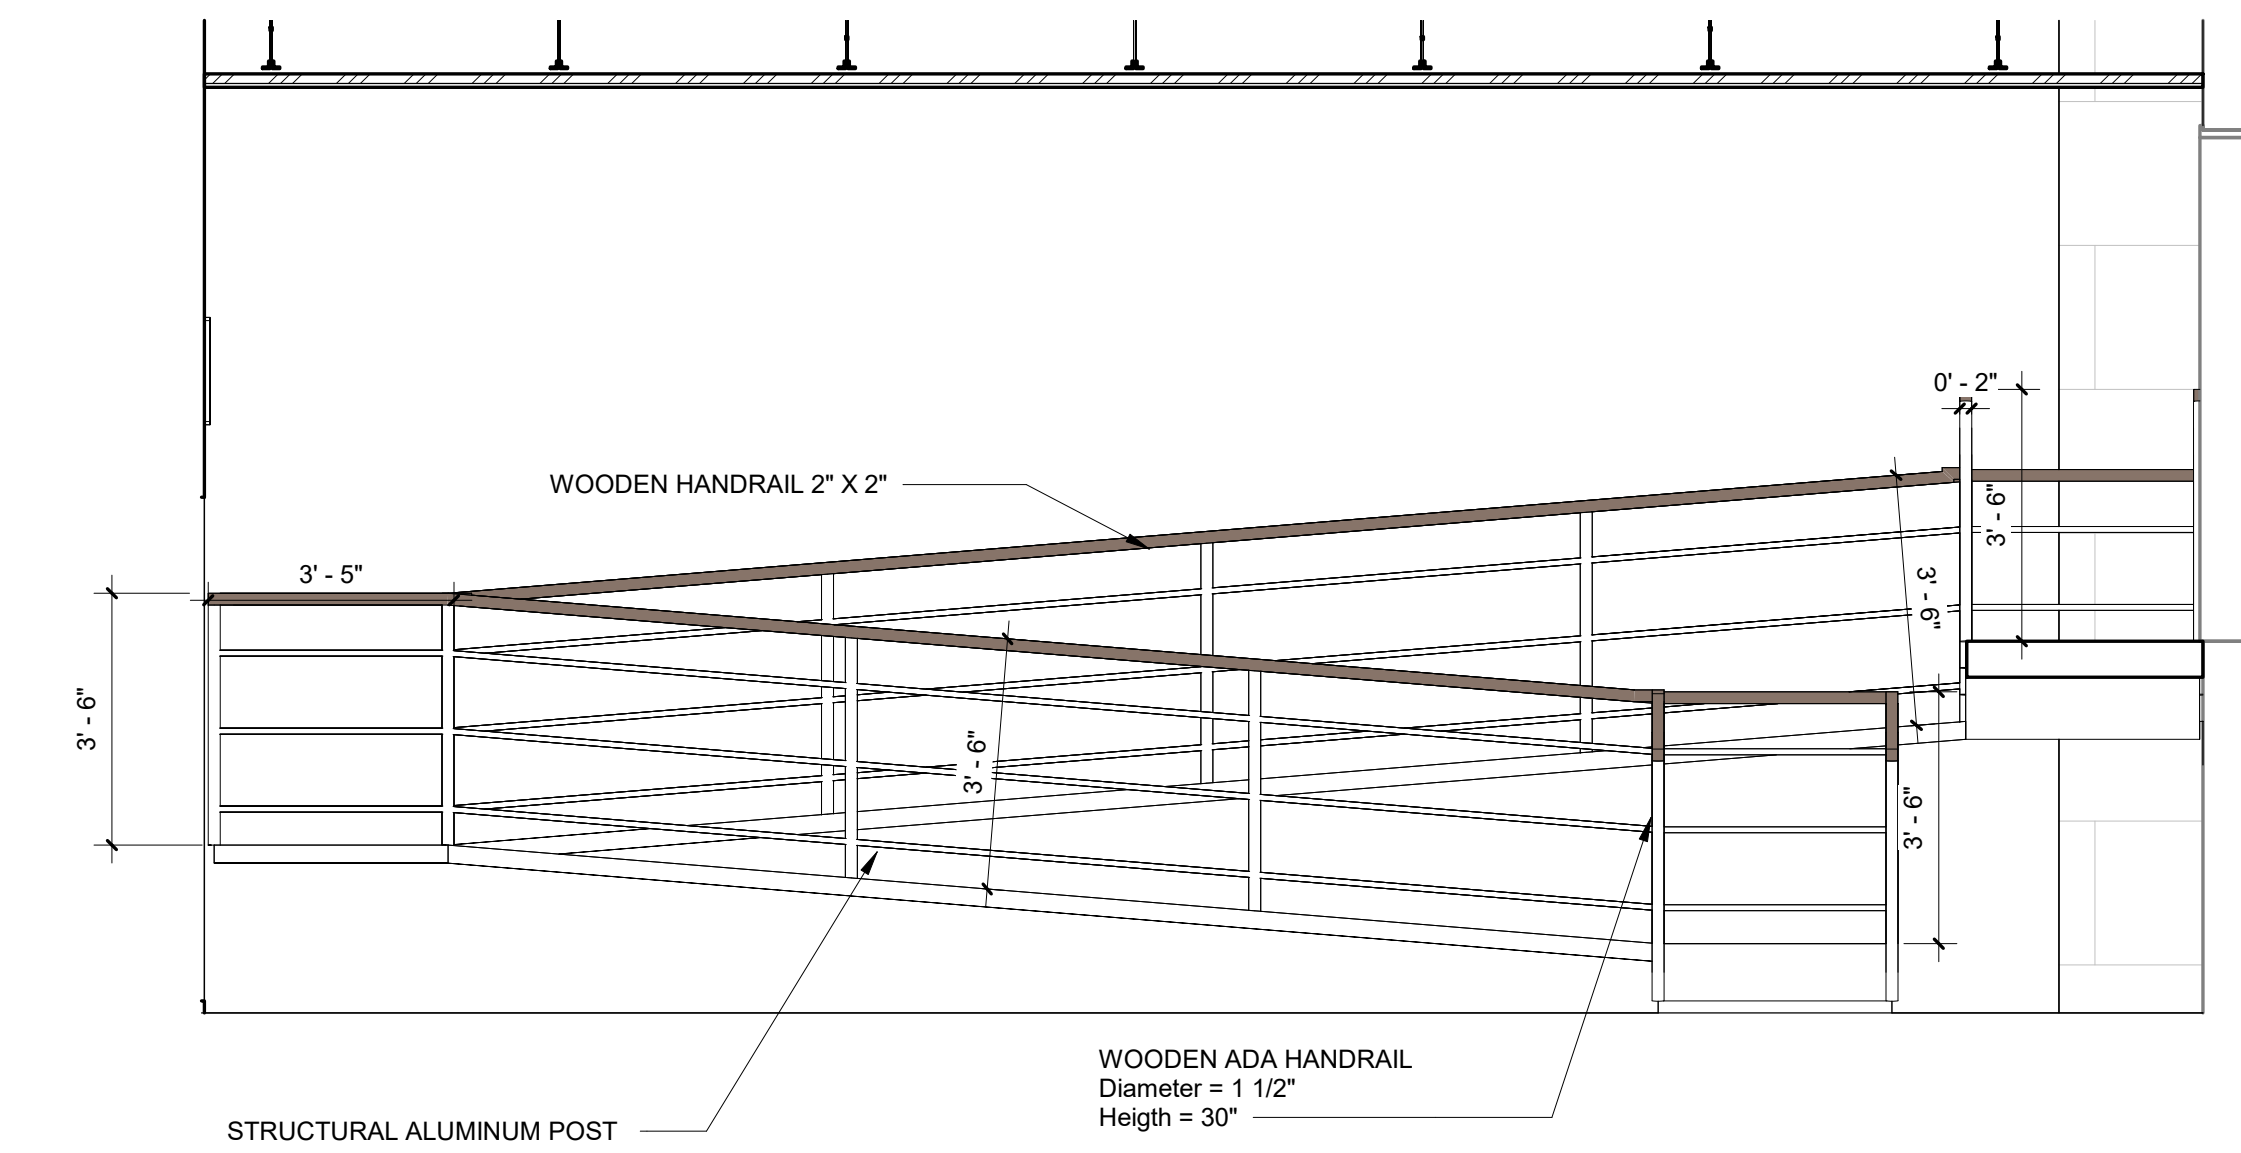 0' - 2"
WOODEN HANDRAIL 2" X 2"
3' - 6"
3' - 5"
3' - 6"
3' - 6"
3' - 6"
3' - 6"
WOODEN ADA HANDRAIL
Diameter = 1 1/2"
Heigth = 30"
STRUCTURAL ALUMINUM POST